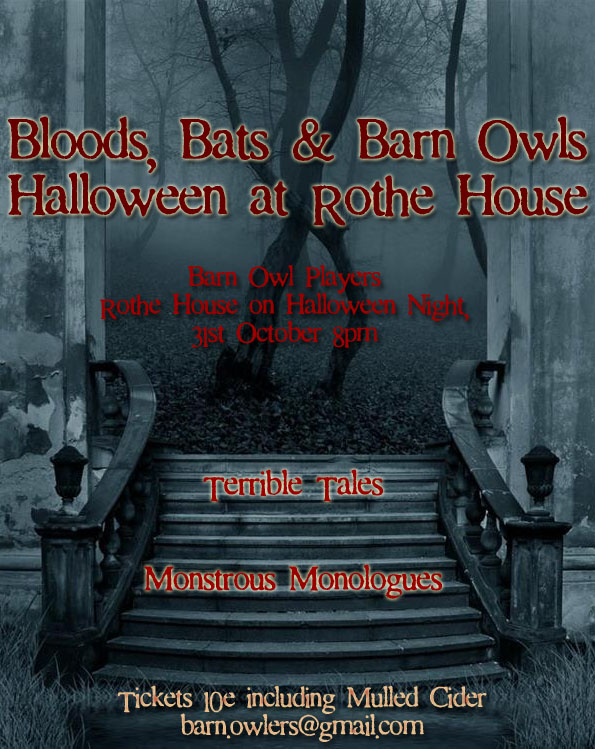 Bloods, Bats & Barn Owls
Halloween at Rothe House
Barn Owl Players
Rothe House on Halloween Night,
31st October 8pm
Terrible Tales
Monstrous Monologues
Tickets 10e including Mulled Cider
barn.owlers@gmail.com